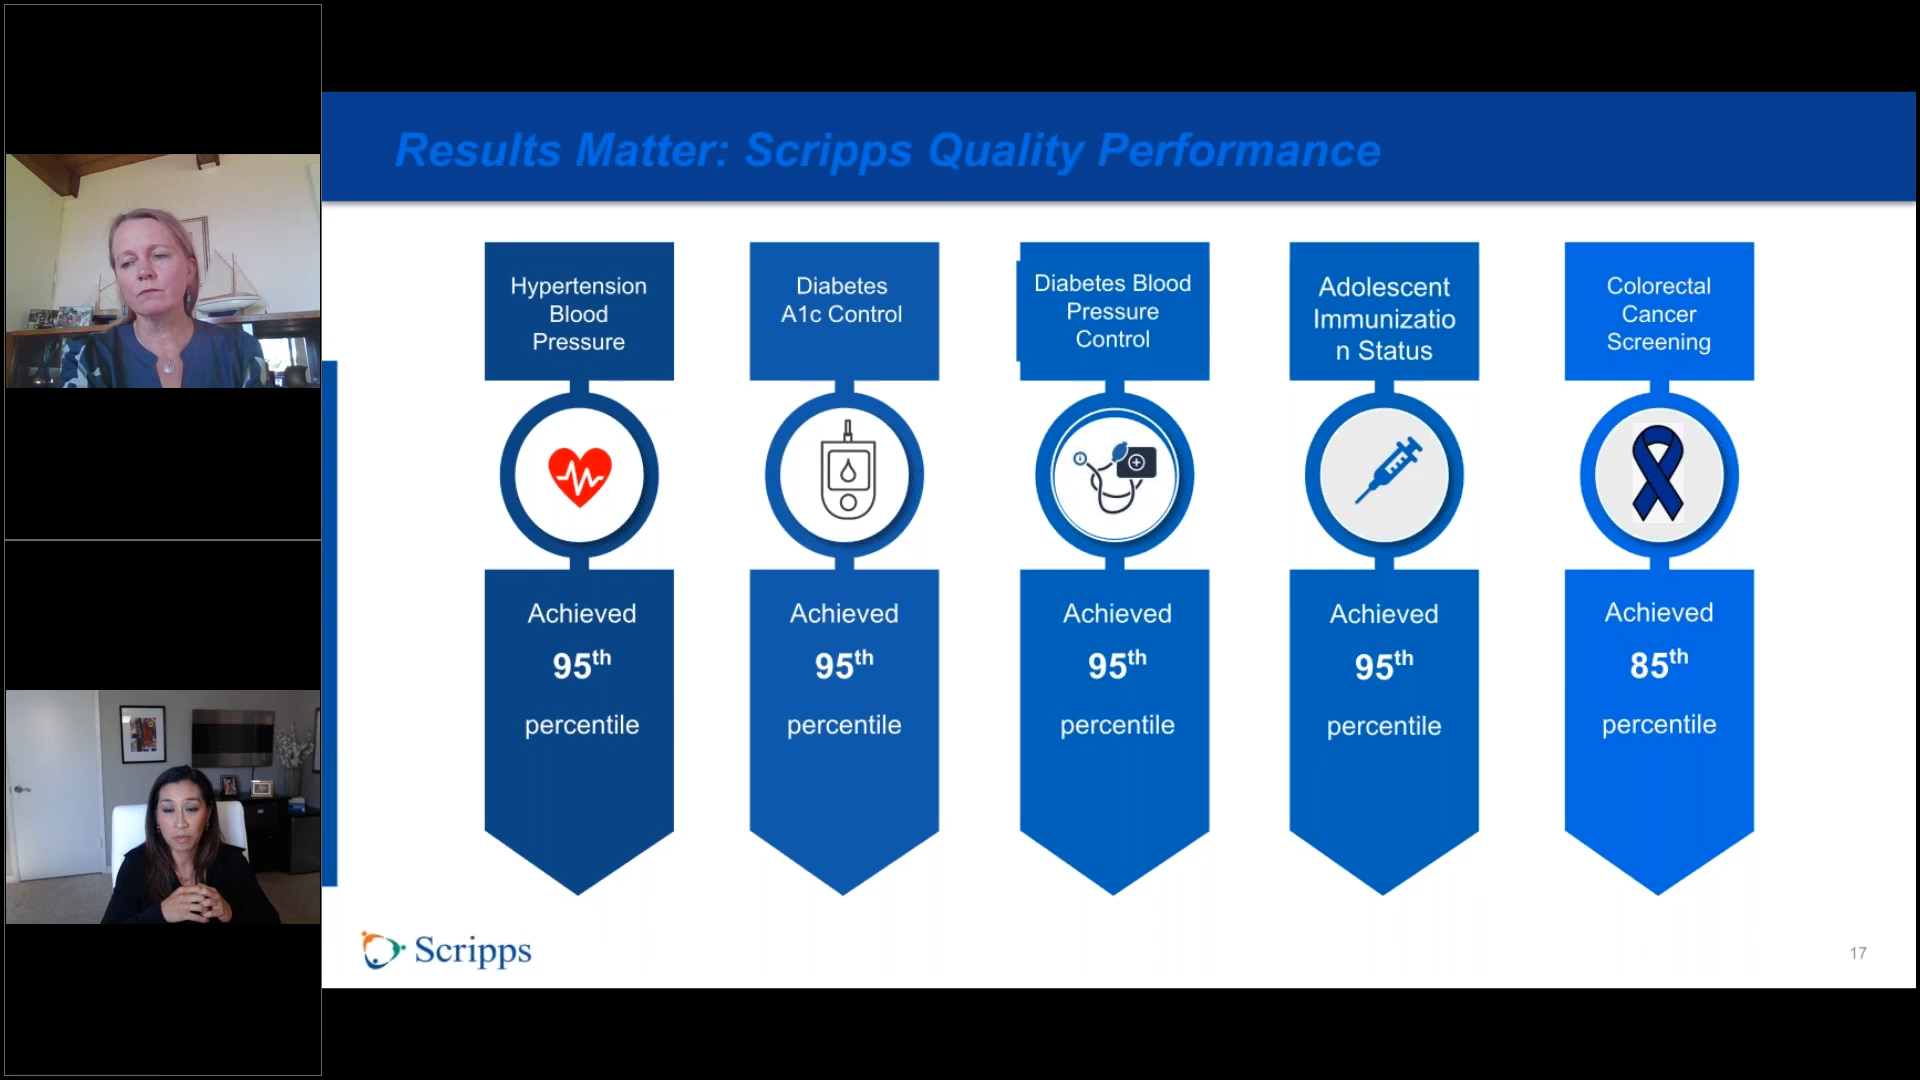 Results Matter: Scripps Quality Performance
Hypertension
Blood
Pressure
Diabetes
A1c Control
Diabetes Blood
Pressure
Control
Adolescent
Immunizatio
n Status
Colorectal
Cancer
Screening
Achieved
95th
percentile
Achieved
95th
percentile
Achieved
95th
percentile
Achieved
95th
percentile
Achieved
85th
percentile
Scripps
17